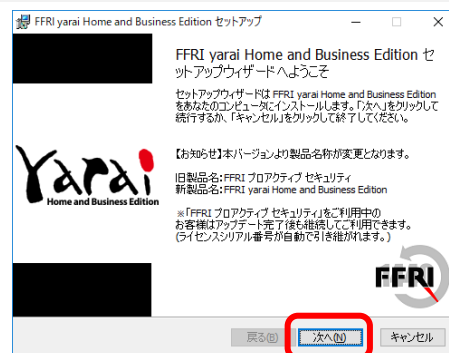 FFRI yarai Home and Business Edition セットアップ
FFRI yarai Home and Business Edition セ
ットアップウィザードへようこそ
セットアップウィザードは FFRI yarai Home and Business Edition
をあなたのコンピュータにインストールします。「次へ」をクリックして
続行するか、「キャンセル」をクリックして終了してください。
【お知らせ】本バージョンより製品名称が変更となります。
旧製品名:FFRI プロアクティブ セキュリティ
新製品名:FFRI yarai Home and Business Edition
※「FFRI プロアクティブ セキュリティ」をご利用中の
お客様はアップデート完了後も継続してご利用できます。
(ライセンスシリアル番号が自動で引き継がれます。)
Yarai
Home and Business Edition
FFRI
戻る(B)
次へ(N)
キャンセル